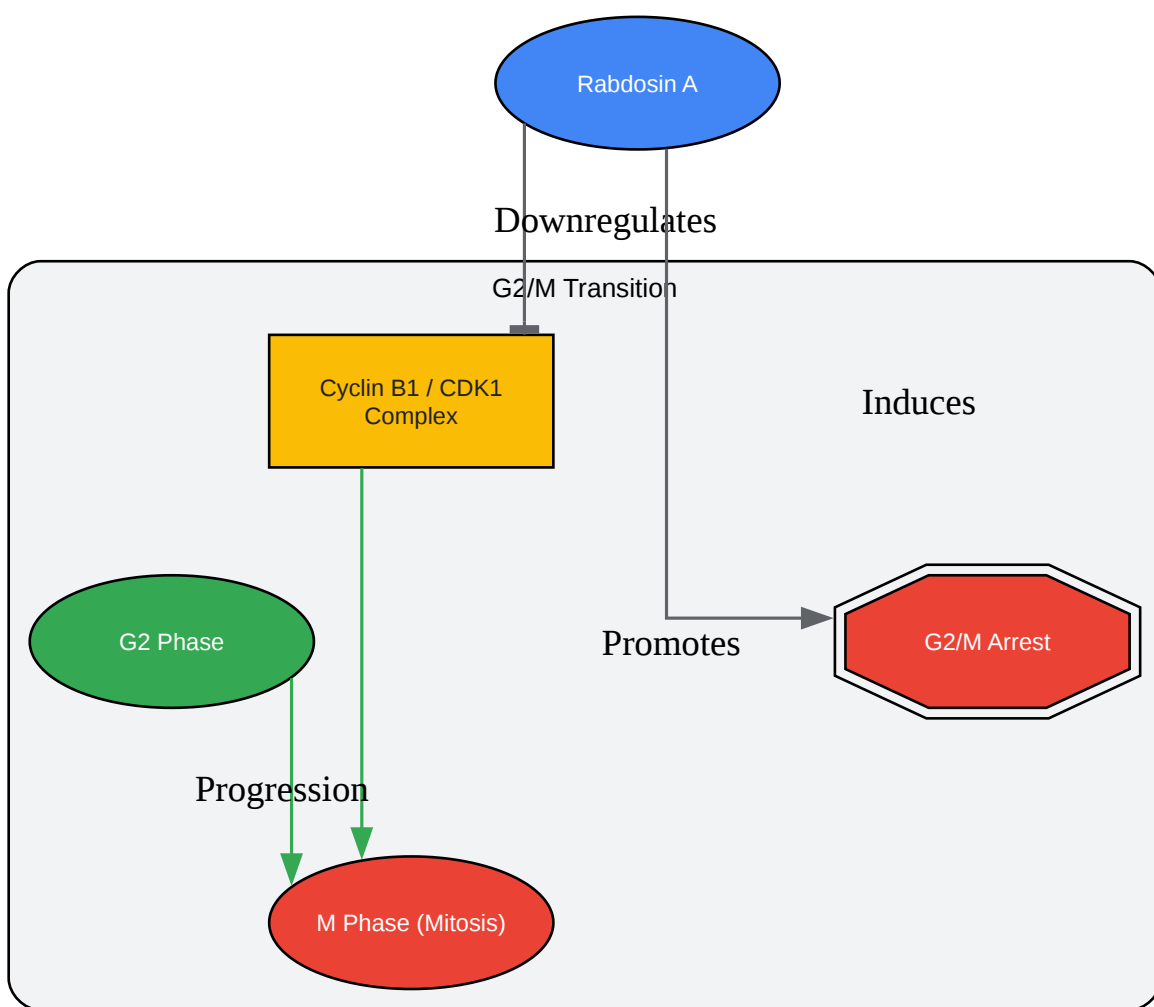 Rabdosin A
Downregulates
G2/M Transition
Cyclin B1 / CDK1
Complex
Induces
G2 Phase
Promotes
G2/M Arrest
Progression
M Phase (Mitosis)